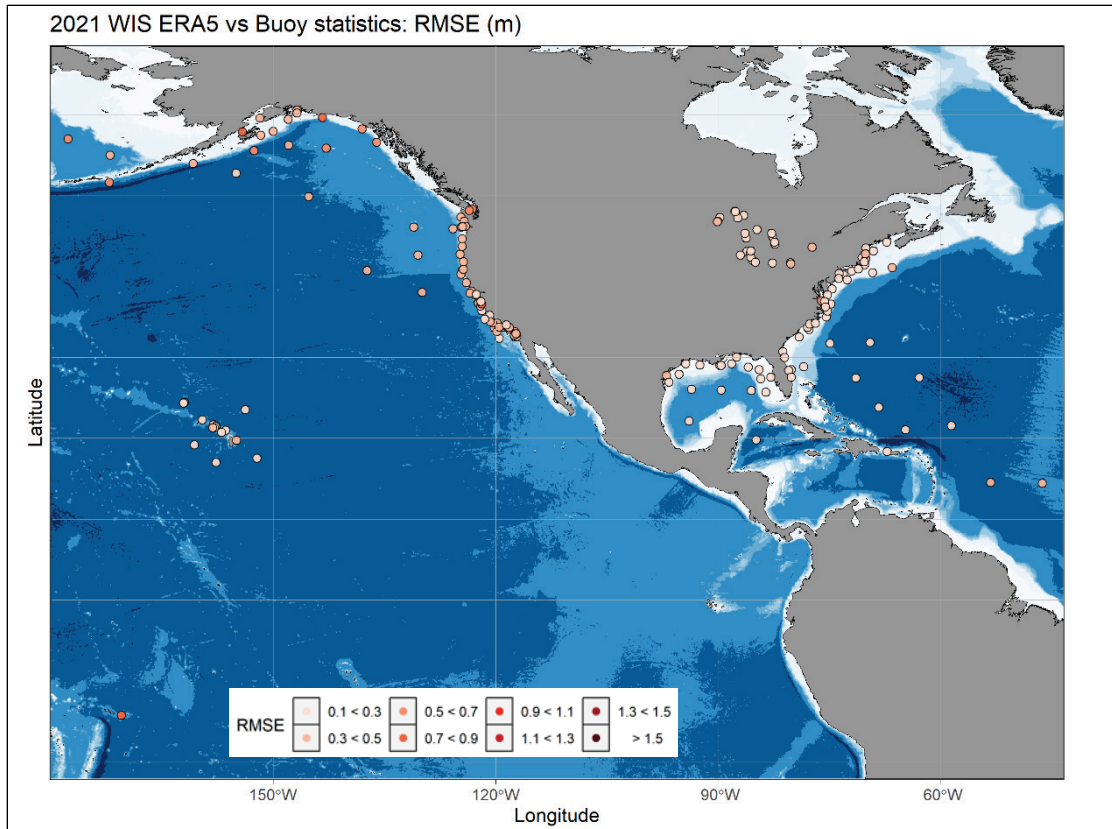 2021 WIS ERA5 vs Buoy statistics: RMSE (m)
Latitude
RMSE
0.1 < 0.3
0.5 < 0.7
0.9 < 1.1
1.3 < 1.5
0.3 < 0.5
0.7 < 0.9
1.1 < 1.3
> 1.5
150°W
120°W
90°W
60°W
Longitude